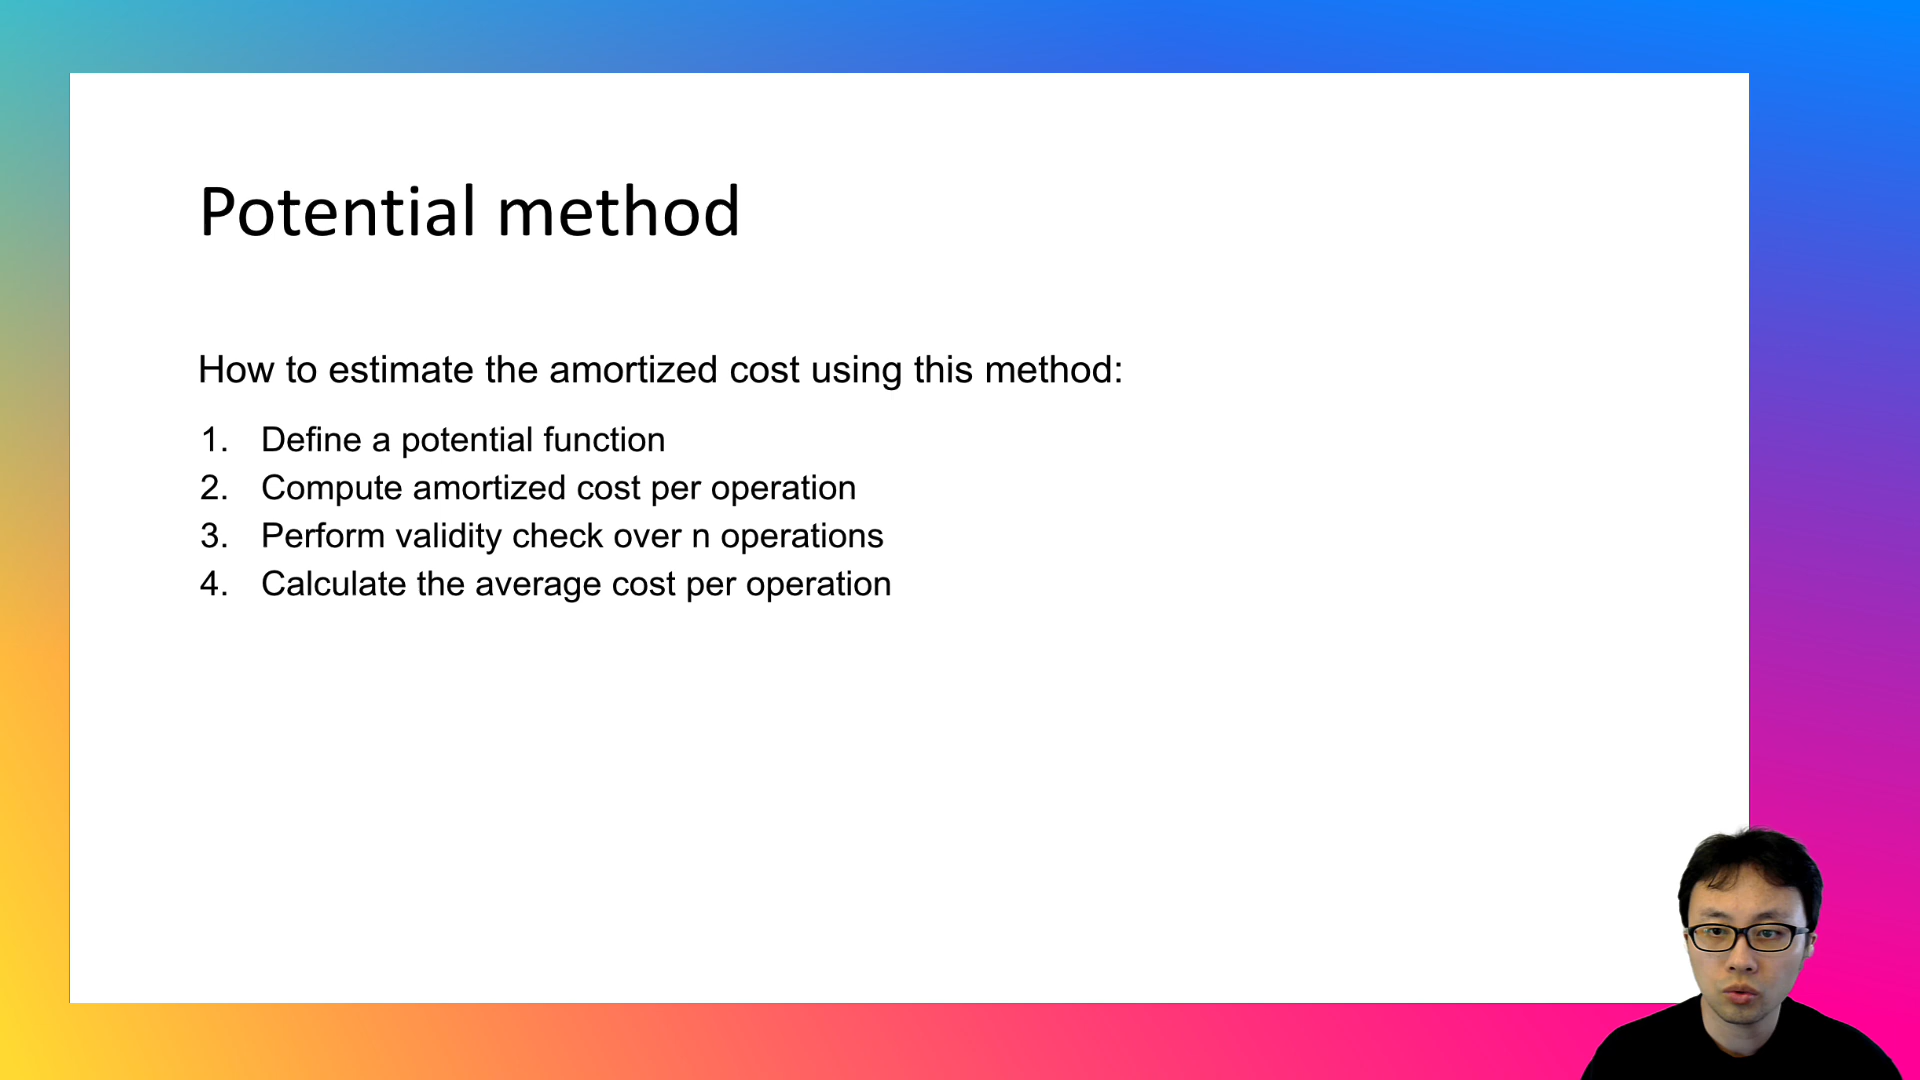 Potential method
How to estimate the amortized cost using this method:
1. Define a potential function
2. Compute amortized cost per operation
3. Perform validity check over n operations
4. Calculate the average cost per operation